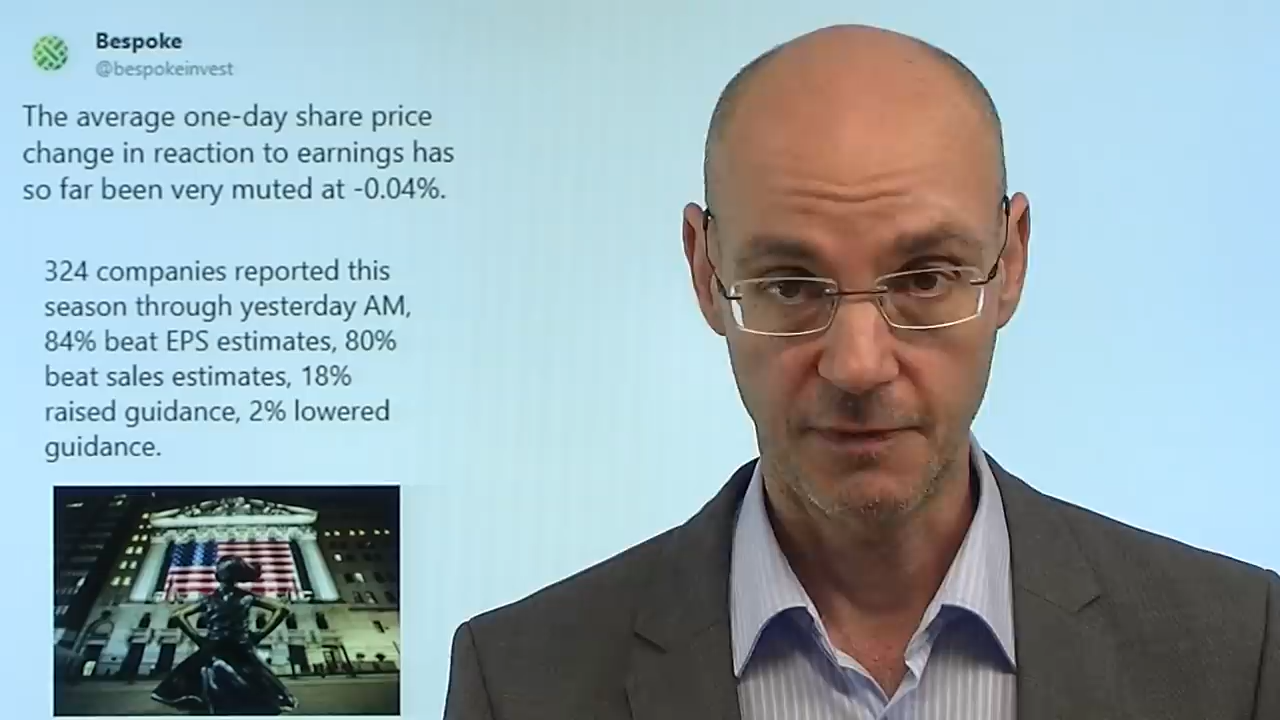 Bespoke
@bespokeinvest
The average one-day share price
change in reaction to earnings has
so far been very muted at -0.04%.
324 companies reported this
season through yesterday AM,
84% beat EPS estimates, 80%
beat sales estimates, 18%
raised guidance, 2% lowered
guidance.